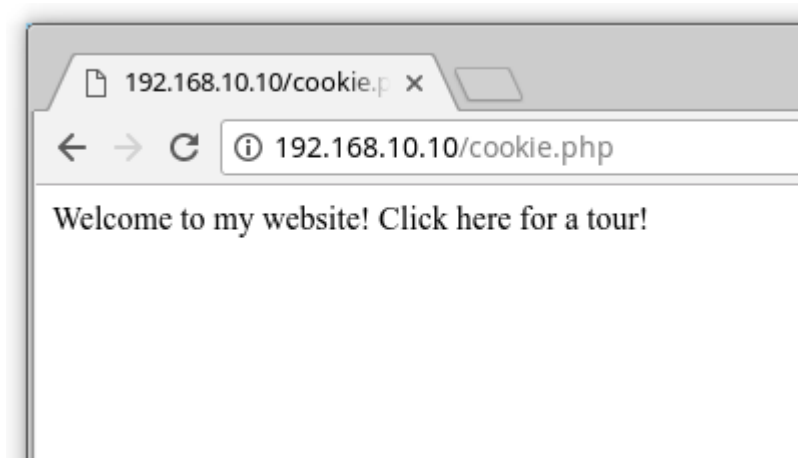 192.168.10.10/cookie.p
192.168.10.10/cookie.php
Welcome to my website! Click here for a tour!